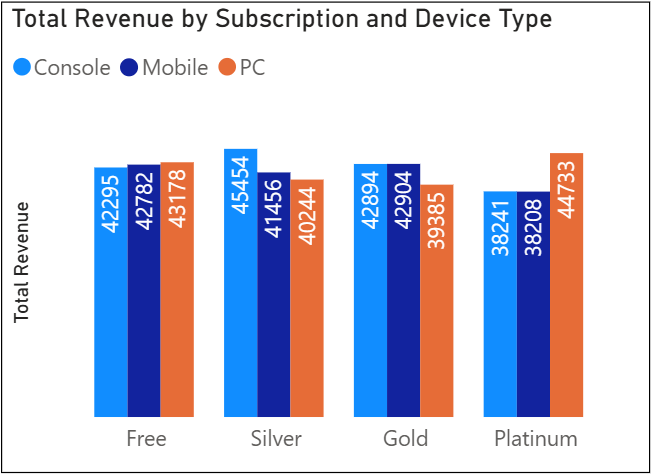 Total Revenue by Subscription and Device Type
Console Mobile PC
Total Revenue
42295 42782 43178 45454 41456 40244 42894 42904 39385 38241 38208 44733
Free Silver Gold Platinum